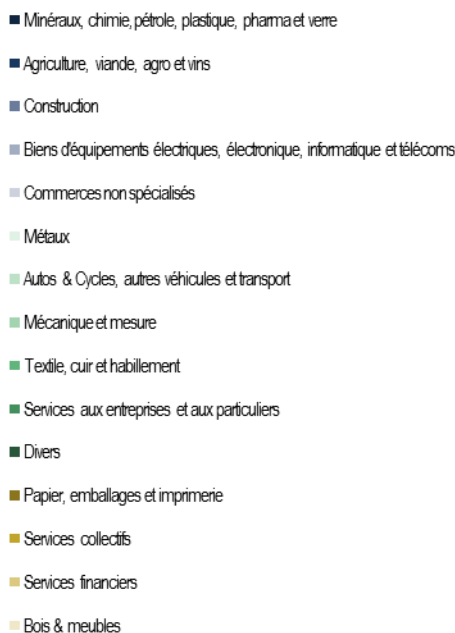 Minéraux, chimie, pétrole, plastique, pharma et verre
Agriculture, viande, agro et vins
Construction
Biens d'équipements électriques, électronique, informatique et télécoms
Commerces non spécialisés
Métaux
Autos & Cycles, autres véhicules et transport
Mécanique et mesure
Textile, cuir et habillement
Services aux entreprises et aux particuliers
Divers
Papier, emballages et imprimerie
Services collectifs
Services financiers
Bois & meubles